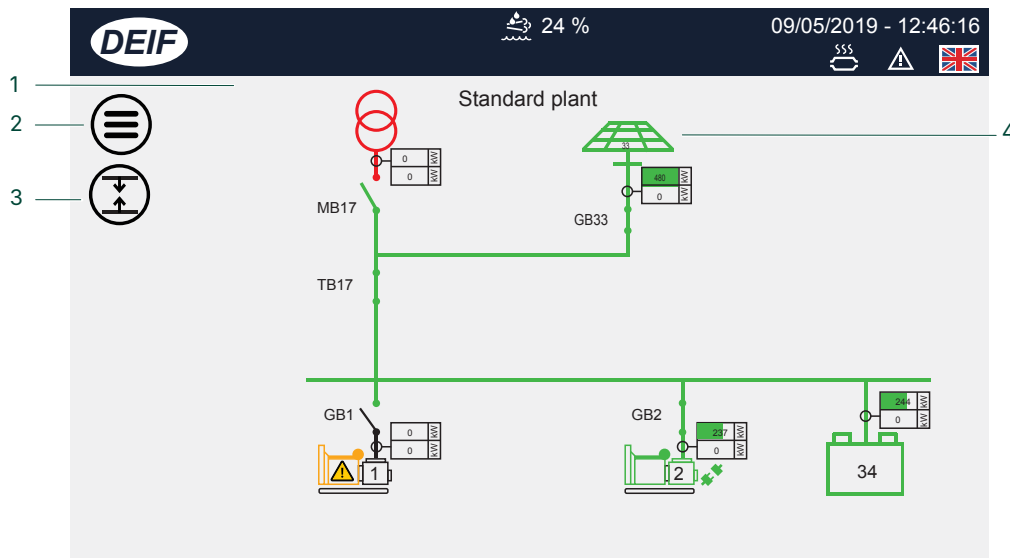 DEIF
24 %
09/05/2019 - 12:46:16
1
Standard plant
2
4
33
0 kW
0 kW
480 kW
0 kW
3
MB17
GB33
TB17
GB1
0 kW
0 kW
GB2
237 kW
0 kW
244 kW
0 kW
1
2
34